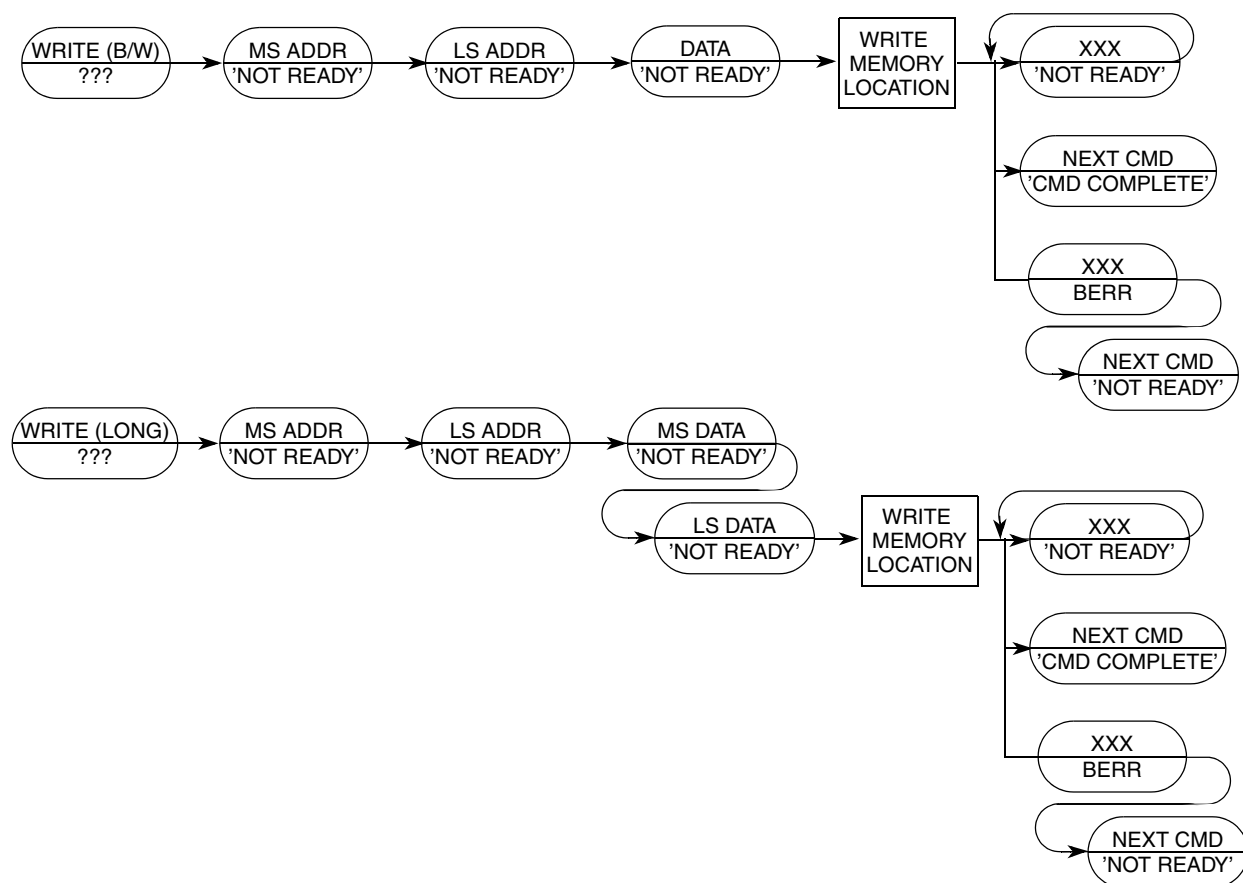 WRITE (B/W)
???
MS ADDR
'NOT READY'
LS ADDR
'NOT READY'
DATA
'NOT READY'
WRITE
MEMORY
LOCATION
XXX
'NOT READY'
NEXT CMD
'CMD COMPLETE'
XXX
BERR
NEXT CMD
'NOT READY'
WRITE (LONG)
???
MS ADDR
'NOT READY'
LS ADDR
'NOT READY'
MS DATA
'NOT READY'
LS DATA
'NOT READY'
WRITE
MEMORY
LOCATION
XXX
'NOT READY'
NEXT CMD
'CMD COMPLETE'
XXX
BERR
NEXT CMD
'NOT READY'